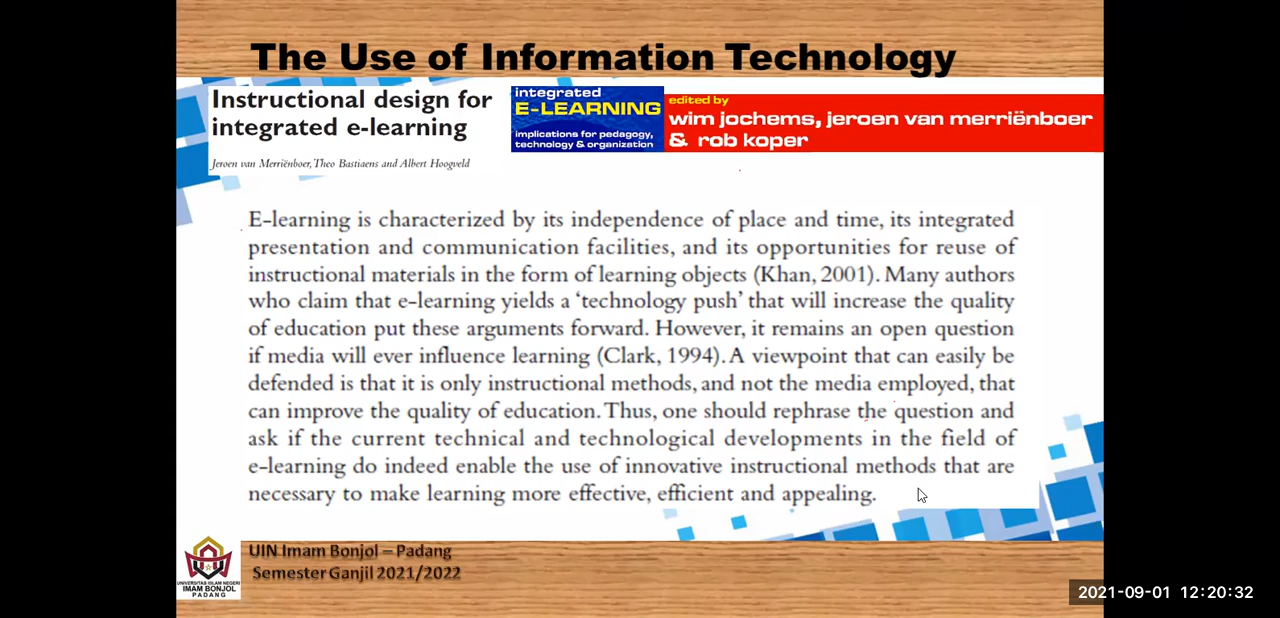 The Use of Information Technology
Instructional design for
integrated e-learning
Jeroen van Merriënboer, Theo Bastiaens and Albert Hoogveld
integrated
E-LEARNING
implications for pedagogy,
technology & organization
edited by
wim jochems, jeroen van merriënboer
& rob koper
E-learning is characterized by its independence of place and time, its integrated
presentation and communication facilities, and its opportunities for reuse of
instructional materials in the form of learning objects (Khan, 2001). Many authors
who claim that e-learning yields a ‘technology push’ that will increase the quality
of education put these arguments forward. However, it remains an open question
if media will ever influence learning (Clark, 1994). A viewpoint that can easily be
defended is that it is only instructional methods, and not the media employed, that
can improve the quality of education. Thus, one should rephrase the question and
ask if the current technical and technological developments in the field of
e-learning do indeed enable the use of innovative instructional methods that are
necessary to make learning more effective, efficient and appealing.
UIN Imam Bonjol – Padang
Semester Ganjil 2021/2022
UNIVERSITAS ISLAM NEGERI
IMAM BONJOL
PADANG
2021-09-01 12:20:32